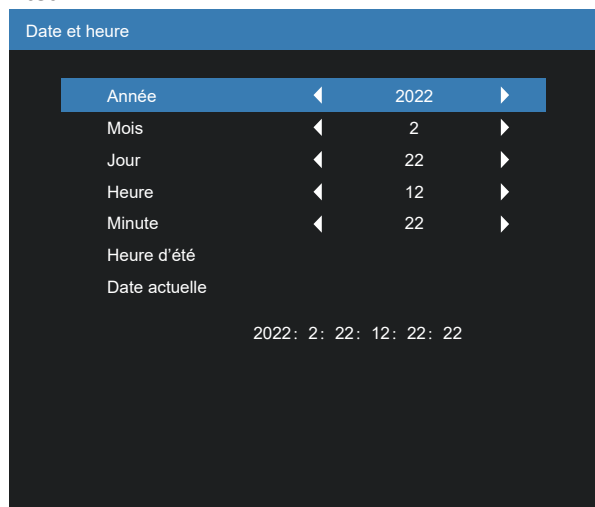 Date et heure
Année 2022
Mois 2
Jour 22
Heure 12
Minute 22
Heure d’été
Date actuelle
2022: 2: 22: 12: 22: 22